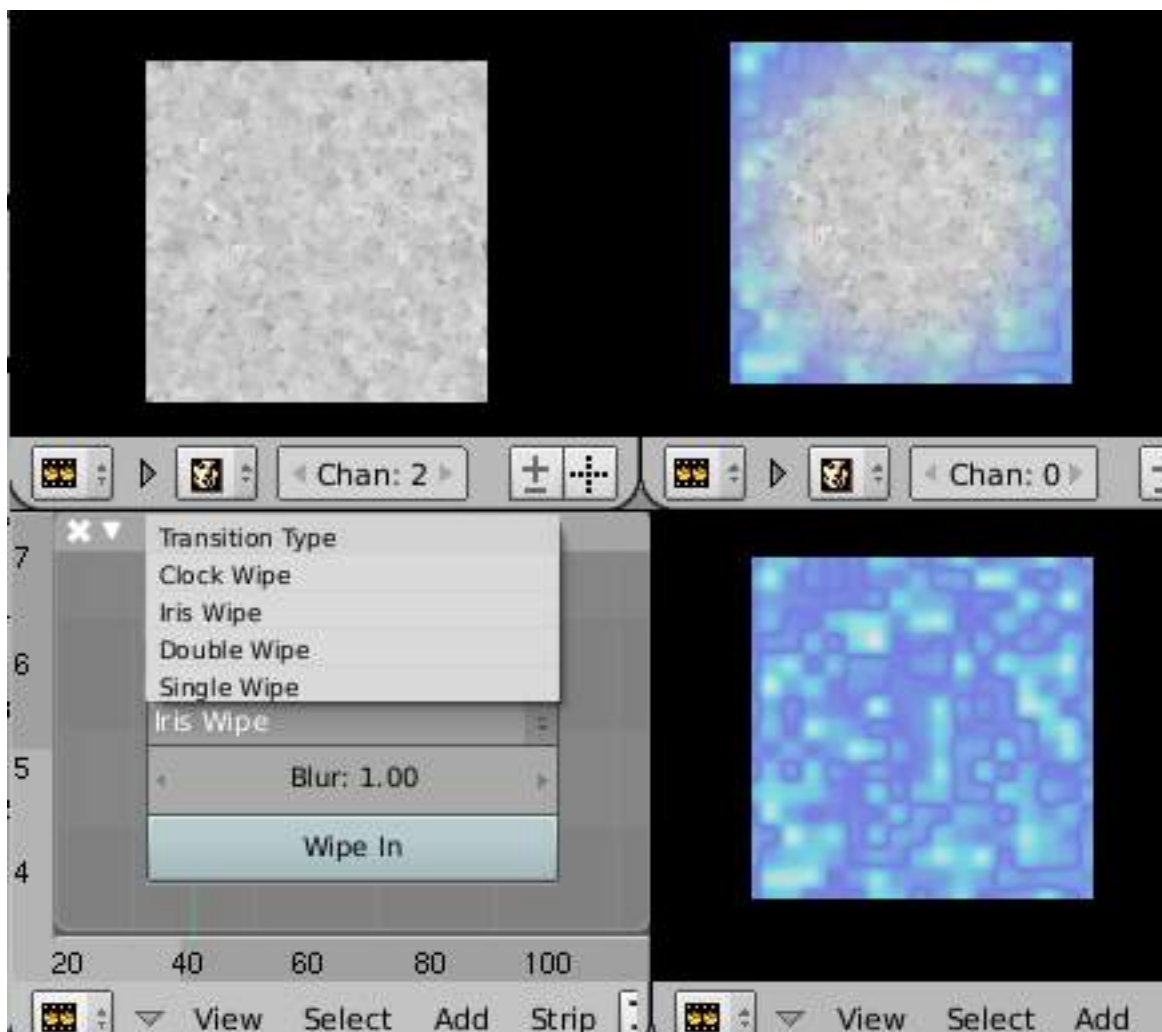 Chan: 2
Chan: 0
7
6
5
4
Transition Type
Clock Wipe
Iris Wipe
Double Wipe
Single Wipe
Iris Wipe
Blur: 1.00
Wipe In
20 40 60 80 100
View Select Add Strip
View Select Add